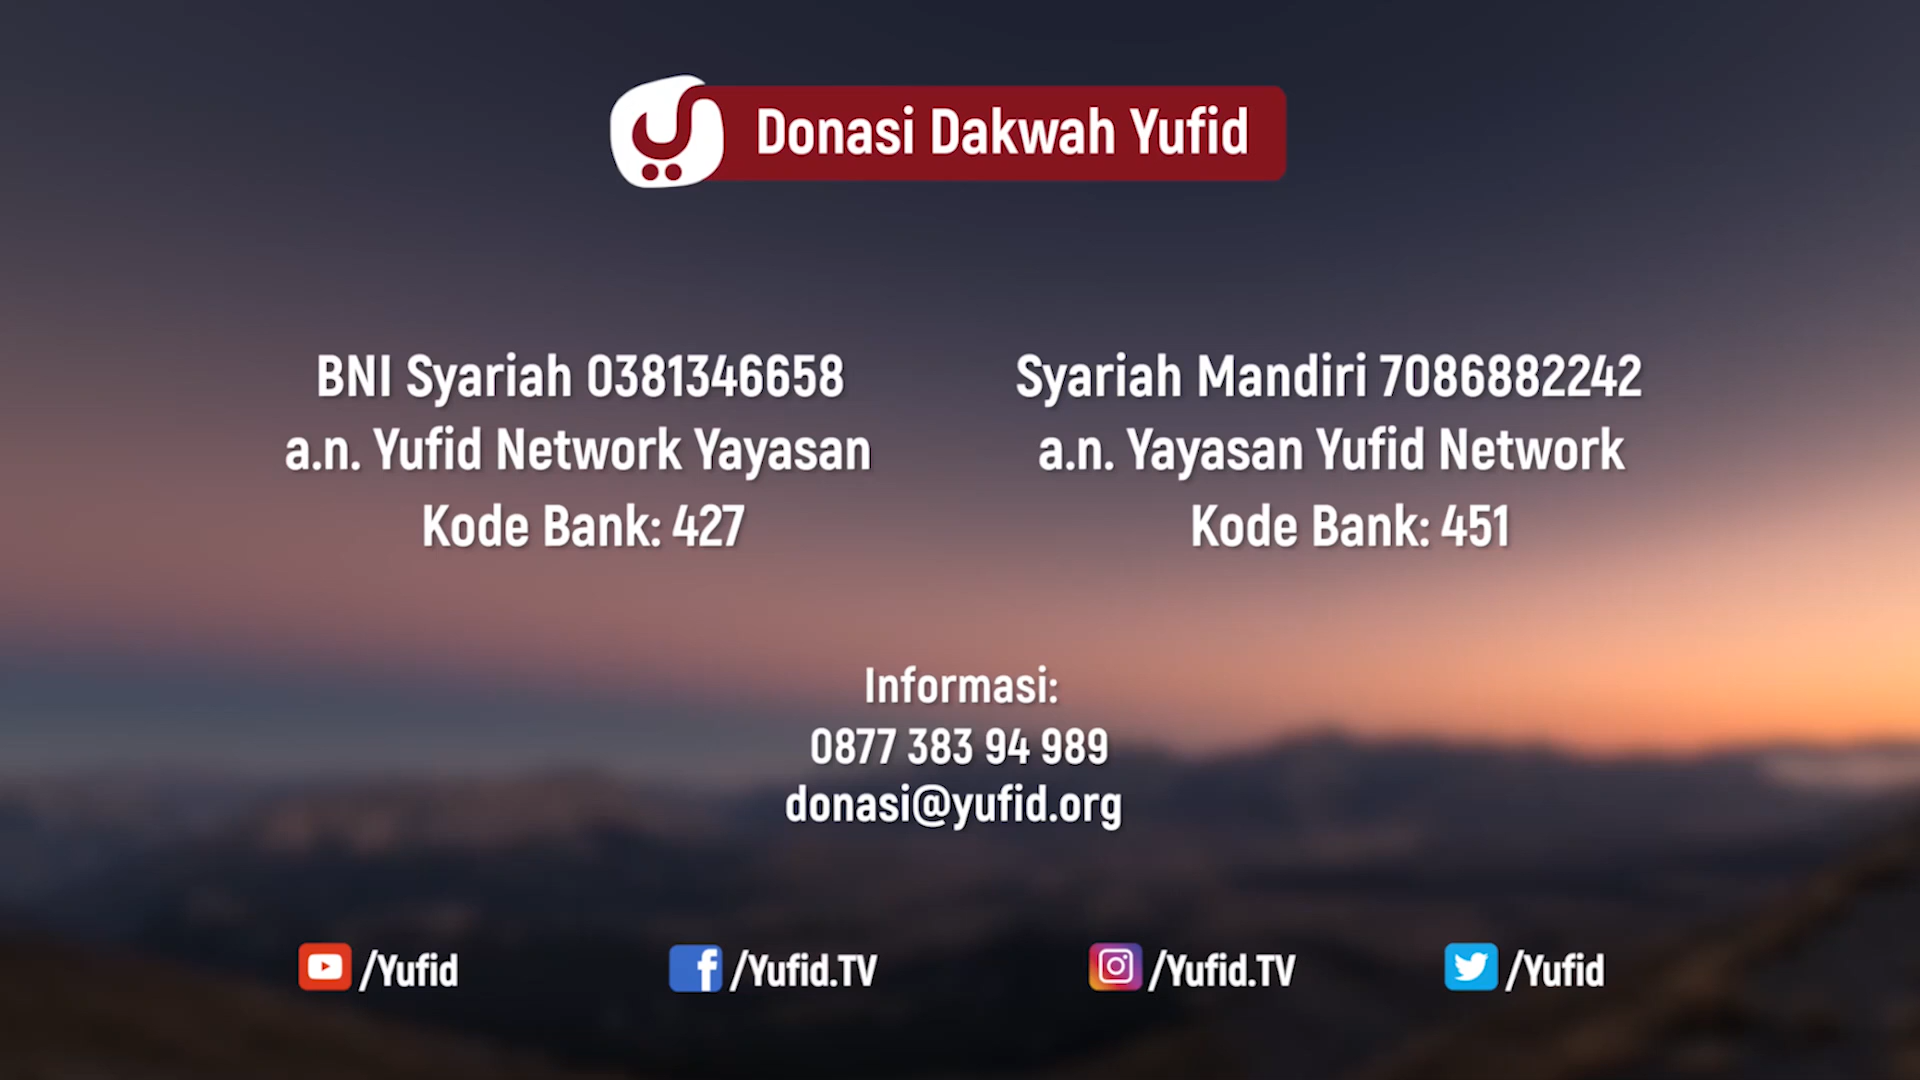 Donasi Dakwah Yufid
BNI Syariah 0381346658
a.n. Yufid Network Yayasan
Kode Bank: 427
Syariah Mandiri 7086882242
a.n. Yayasan Yufid Network
Kode Bank: 451
Informasi:
0877 383 94 989
donasi@yufid.org
/Yufid
/Yufid.TV
/Yufid.TV
/Yufid